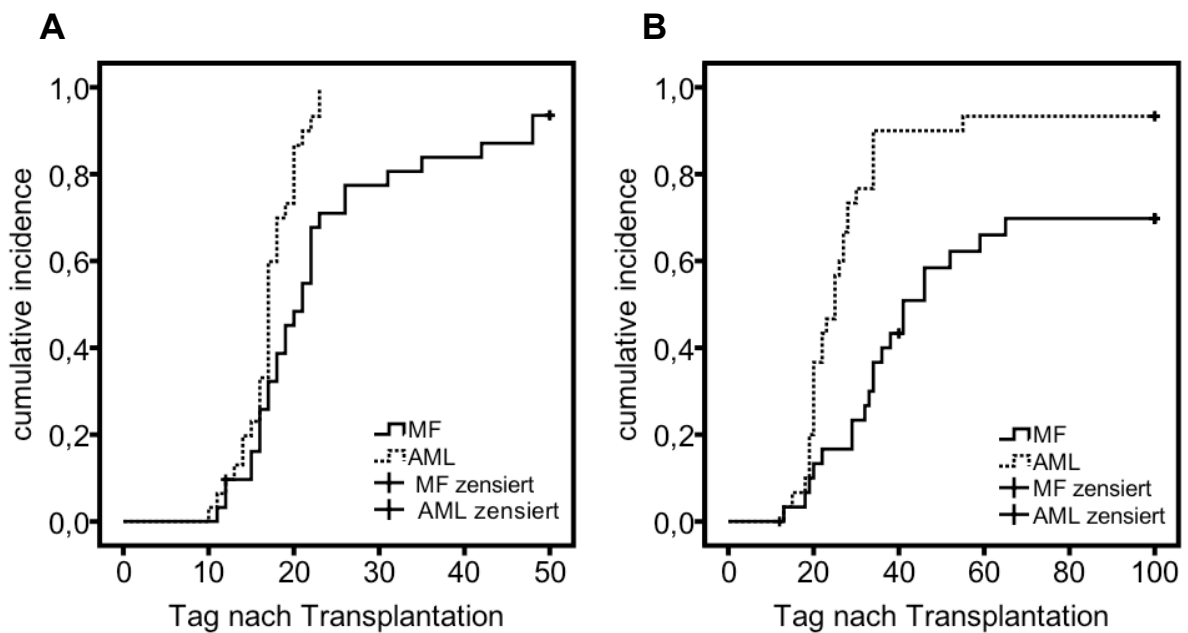 A
cumulative incidence
1,0
0,8
0,6
0,4
0,2
0,0
MF
AML
MF zensiert
AML zensiert
0 10 20 30 40 50
Tag nach Transplantation
B
cumulative incidence
1,0
0,8
0,6
0,4
0,2
0,0
MF
AML
MF zensiert
AML zensiert
0 20 40 60 80 100
Tag nach Transplantation